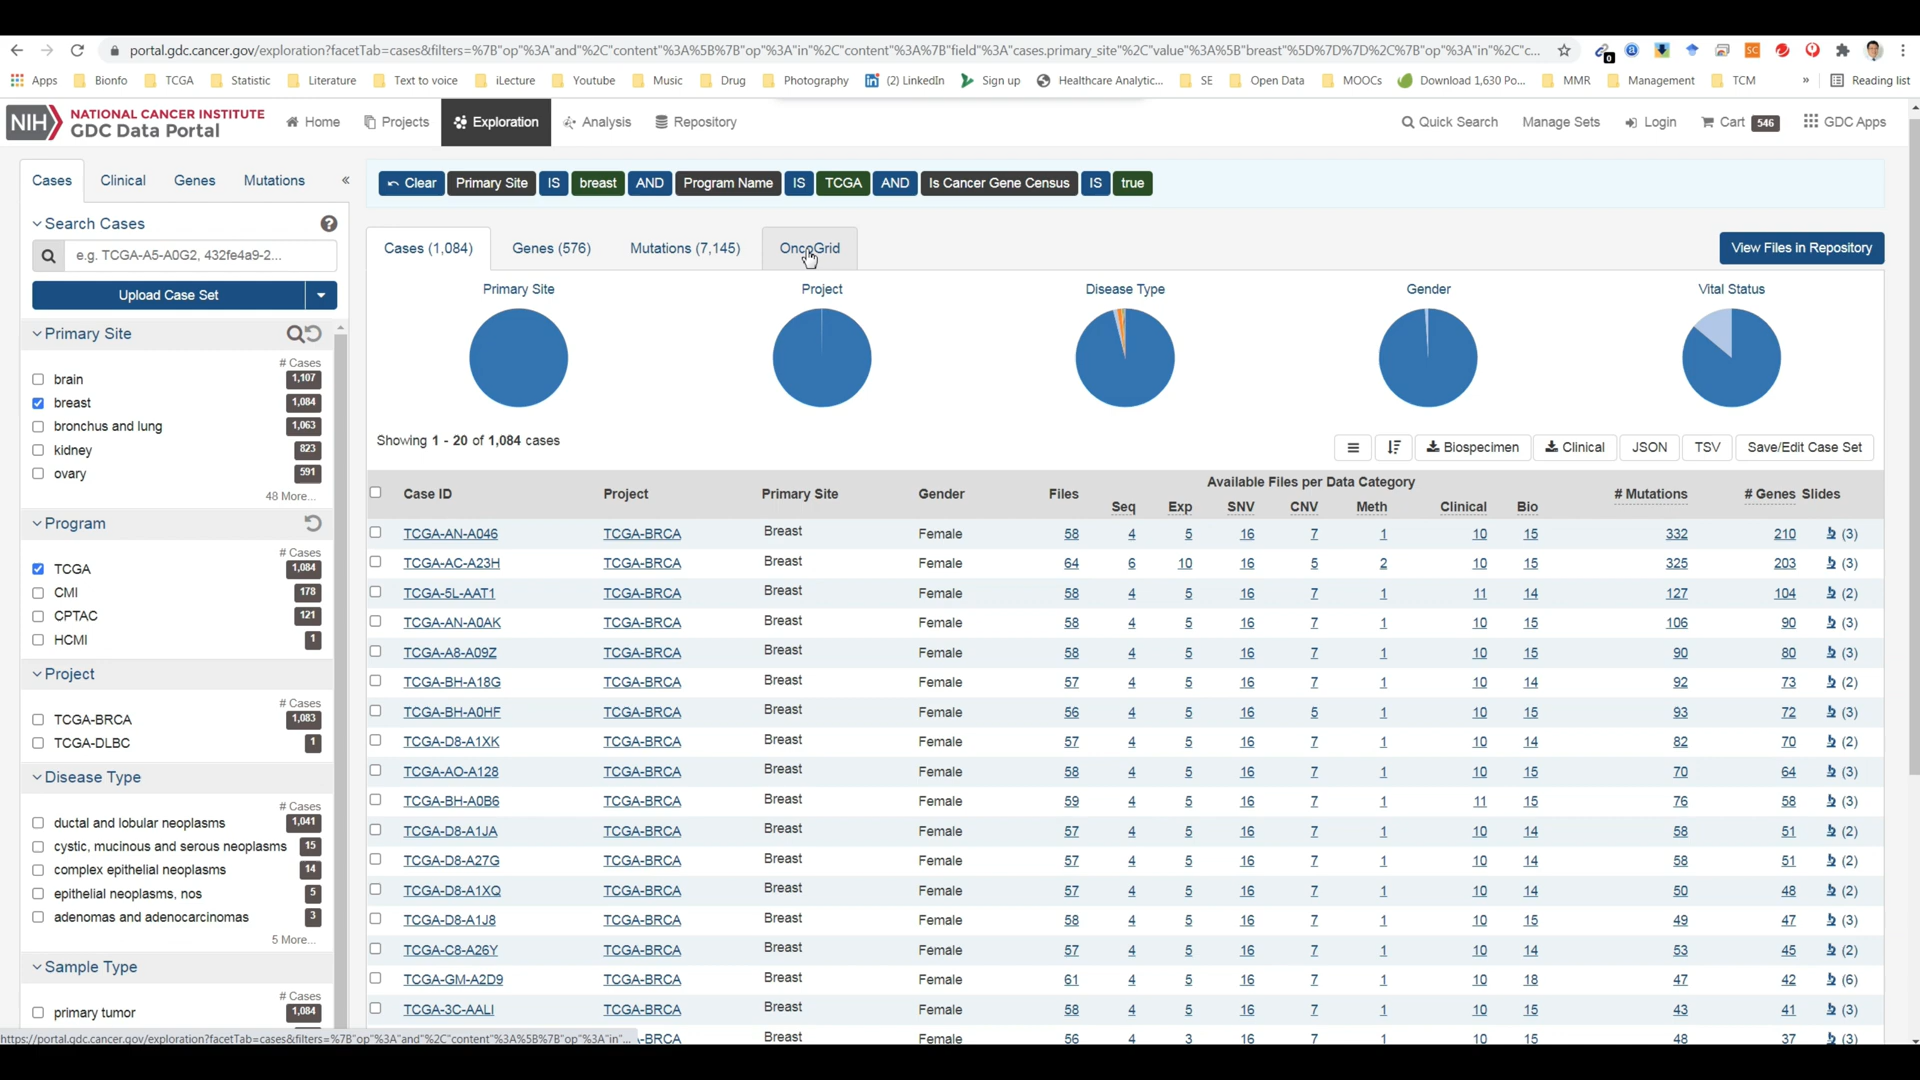 portal.gdc.cancer.gov/exploration?facetTab=cases&filters=%7B"op"%3A"and"%2C"content"%3A%5B%7B"op"%3A"in"%2C"content"%3A%7B"field"%3A"cases.primary_site"%2C"value"%3A%5B"breast"%5D%7D%7D%2C%7B"op"%3A"in"%2C"c...
0
Apps Bionfo TCGA Statistic Literature Text to voice iLecture Youtube Music Drug Photography (2) LinkedIn Sign up Healthcare Analytic... SE Open Data MOOCs Download 1,630 Po... MMR Management TCM » Reading list
NIH NATIONAL CANCER INSTITUTE
GDC Data Portal
Home Projects Exploration Analysis Repository Quick Search Manage Sets Login Cart 546 GDC Apps
Cases Clinical Genes Mutations «
Clear Primary Site IS breast AND Program Name IS TCGA AND Is Cancer Gene Census IS true
Search Cases
e.g. TCGA-A5-A0G2, 432fe4a9-2...
Upload Case Set
Primary Site
# Cases
brain 1,107
breast 1,084
bronchus and lung 1,063
kidney 823
ovary 591
48 More...
Program
# Cases
TCGA 1,084
CMI 178
CPTAC 121
HCMI 1
Project
# Cases
TCGA-BRCA 1,083
TCGA-DLBC 1
Disease Type
# Cases
ductal and lobular neoplasms 1,041
cystic, mucinous and serous neoplasms 15
complex epithelial neoplasms 14
epithelial neoplasms, nos 5
adenomas and adenocarcinomas 3
5 More...
Sample Type
# Cases
primary tumor 1,084
Cases (1,084) Genes (576) Mutations (7,145) OncoGrid View Files in Repository
Primary Site Project Disease Type Gender Vital Status
Showing 1 - 20 of 1,084 cases
Biospecimen Clinical JSON TSV Save/Edit Case Set
Available Files per Data Category
Case ID Project Primary Site Gender Files Seq Exp SNV CNV Meth Clinical Bio # Mutations # Genes Slides
TCGA-AN-A046 TCGA-BRCA Breast Female 58 4 5 16 7 1 10 15 332 210 (3)
TCGA-AC-A23H TCGA-BRCA Breast Female 64 6 10 16 5 2 10 15 325 203 (3)
TCGA-5L-AAT1 TCGA-BRCA Breast Female 58 4 5 16 7 1 11 14 127 104 (2)
TCGA-AN-A0AK TCGA-BRCA Breast Female 58 4 5 16 7 1 10 15 106 90 (3)
TCGA-A8-A09Z TCGA-BRCA Breast Female 58 4 5 16 7 1 10 15 90 80 (3)
TCGA-BH-A18G TCGA-BRCA Breast Female 57 4 5 16 7 1 10 14 92 73 (2)
TCGA-BH-A0HF TCGA-BRCA Breast Female 56 4 5 16 5 1 10 15 93 72 (3)
TCGA-D8-A1XK TCGA-BRCA Breast Female 57 4 5 16 7 1 10 14 82 70 (2)
TCGA-AO-A128 TCGA-BRCA Breast Female 58 4 5 16 7 1 10 15 70 64 (3)
TCGA-BH-A0B6 TCGA-BRCA Breast Female 59 4 5 16 7 1 11 15 76 58 (3)
TCGA-D8-A1JA TCGA-BRCA Breast Female 57 4 5 16 7 1 10 14 58 51 (2)
TCGA-D8-A27G TCGA-BRCA Breast Female 57 4 5 16 7 1 10 14 58 51 (2)
TCGA-D8-A1XQ TCGA-BRCA Breast Female 57 4 5 16 7 1 10 14 50 48 (2)
TCGA-D8-A1J8 TCGA-BRCA Breast Female 58 4 5 16 7 1 10 15 49 47 (3)
TCGA-C8-A26Y TCGA-BRCA Breast Female 57 4 5 16 7 1 10 14 53 45 (2)
TCGA-GM-A2D9 TCGA-BRCA Breast Female 61 4 5 16 7 1 10 18 47 42 (6)
TCGA-3C-AALI TCGA-BRCA Breast Female 58 4 5 16 7 1 10 15 43 41 (3)
-BRCA Breast Female 56 4 3 16 7 1 10 15 48 37 (3)
https://portal.gdc.cancer.gov/exploration?facetTab=cases&filters=%7B"op"%3A"and"%2C"content"%3A%5B%7B"op"%3A"in"...